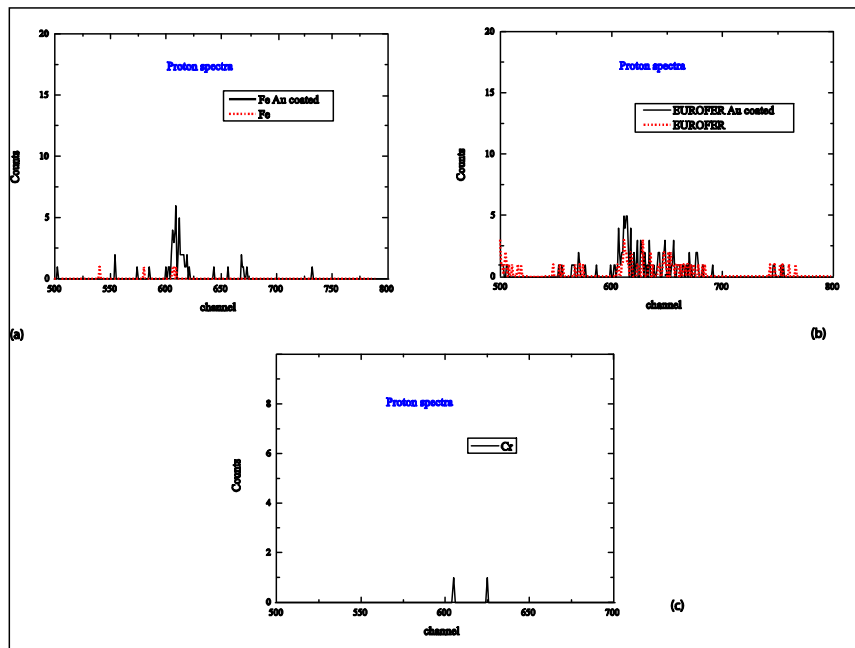 20
15
10
5
0
Counts
Proton spectra
Fe Au coated
Fe
500 550 600 650 700 750 800
channel
(a)
20
15
10
5
0
Counts
Proton spectra
EUROFER Au coated
EUROFER
500 600 700 800
channel
(b)
8
6
4
2
0
Counts
Proton spectra
Cr
500 550 600 650 700
channel
(c)